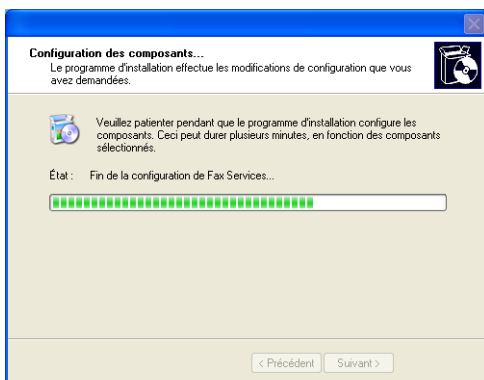 Configuration des composants...
Le programme d'installation effectue les modifications de configuration que vous
avez demandées.
Veuillez patienter pendant que le programme d'installation configure les
composants. Ceci peut durer plusieurs minutes, en fonction des composants
sélectionnés.
État : Fin de la configuration de Fax Services...
< Précédent Suivant >